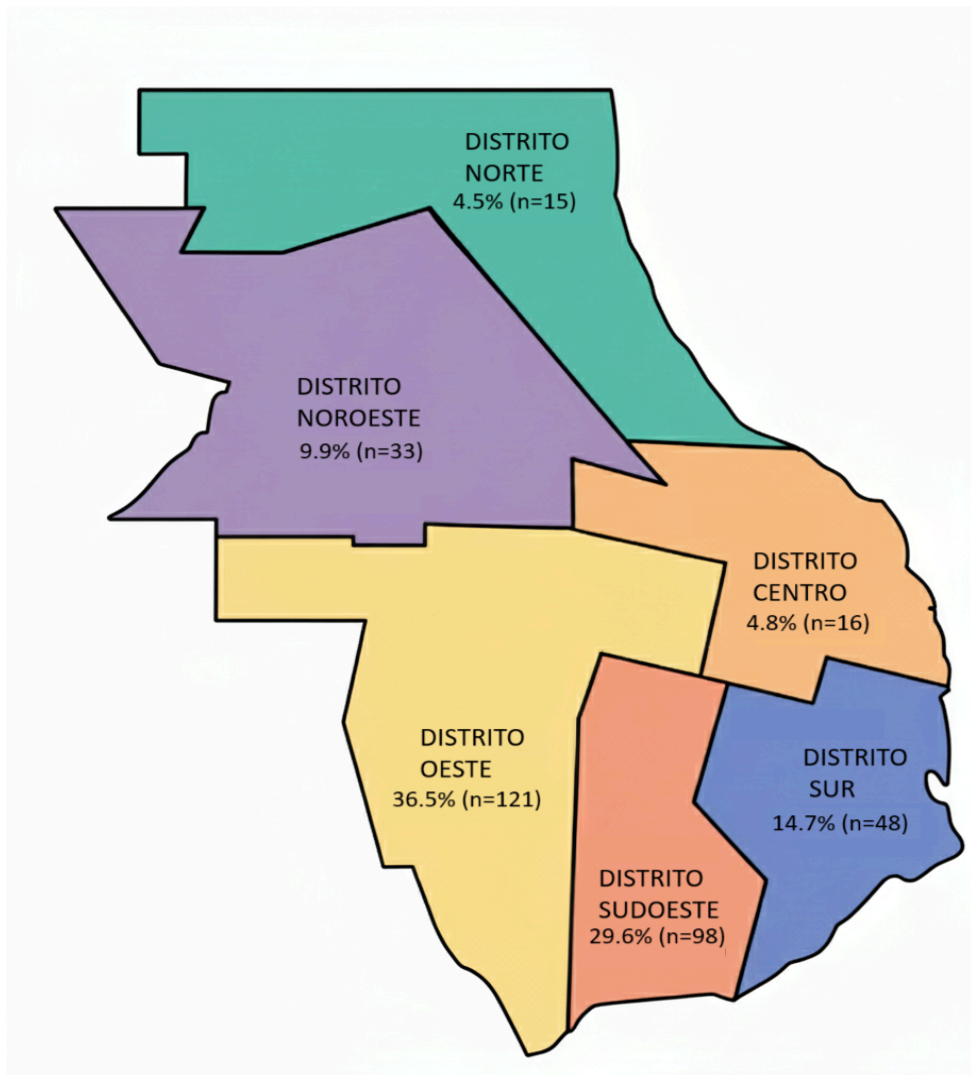 DISTRITO
NORTE
4.5% (n=15)
DISTRITO
NOROESTE
9.9% (n=33)
DISTRITO
CENTRO
4.8% (n=16)
DISTRITO
OESTE
36.5% (n=121)
DISTRITO
SUR
14.7% (n=48)
DISTRITO
SUDOESTE
29.6% (n=98)